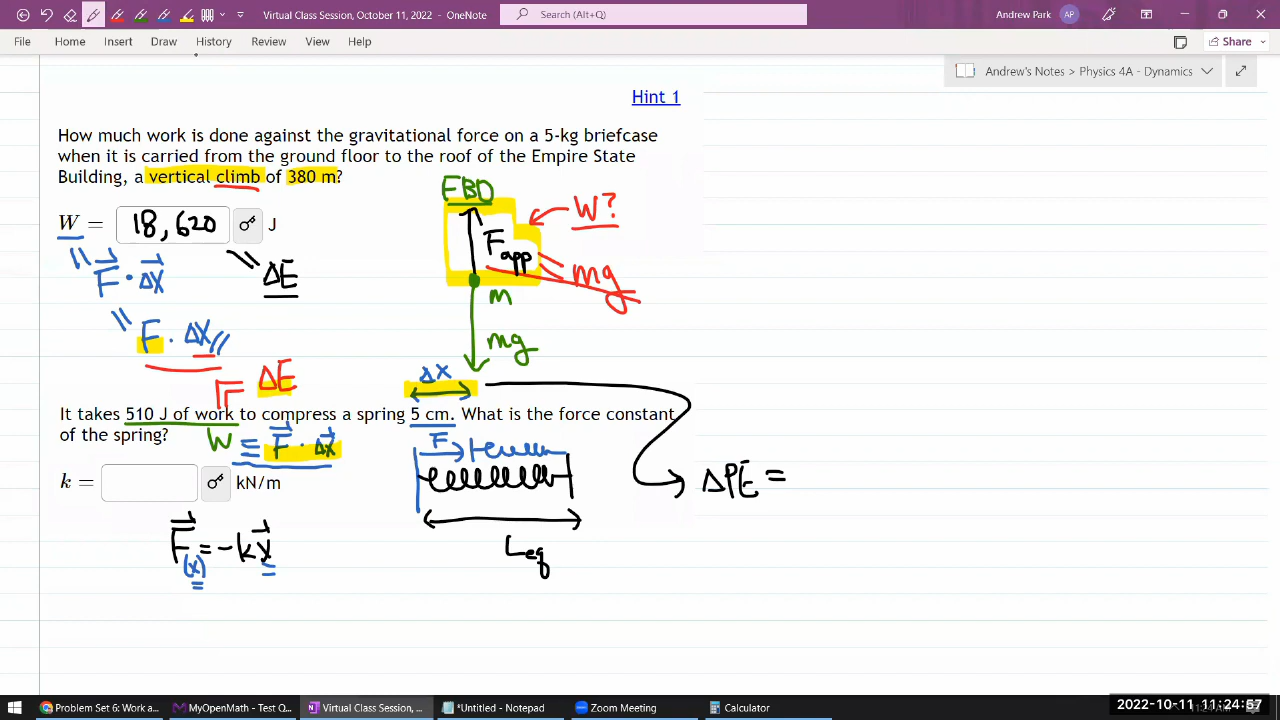 Virtual Class Session, October 11, 2022 - OneNote
Search (Alt+Q)
Andrew Park
AP
File
Home
Insert
Draw
History
Review
View
Help
Share
Andrew's Notes > Physics 4A - Dynamics
Hint 1
How much work is done against the gravitational force on a 5-kg briefcase
when it is carried from the ground floor to the roof of the Empire State
Building, a vertical climb of 380 m?
W = 18,620 J
FBD
W?
F app
mg
m
mg
F · Δx
ΔE
F · Δx
ΔE
Δx
It takes 510 J of work to compress a spring 5 cm. What is the force constant
of the spring?
W ≡ F · Δx
F
k = kN/m
ΔPE =
F(x) = -kx
Leq
Problem Set 6: Work a...
MyOpenMath - Test Q...
Virtual Class Session, ...
*Untitled - Notepad
Zoom Meeting
Calculator
2022-10-11 11:24:57